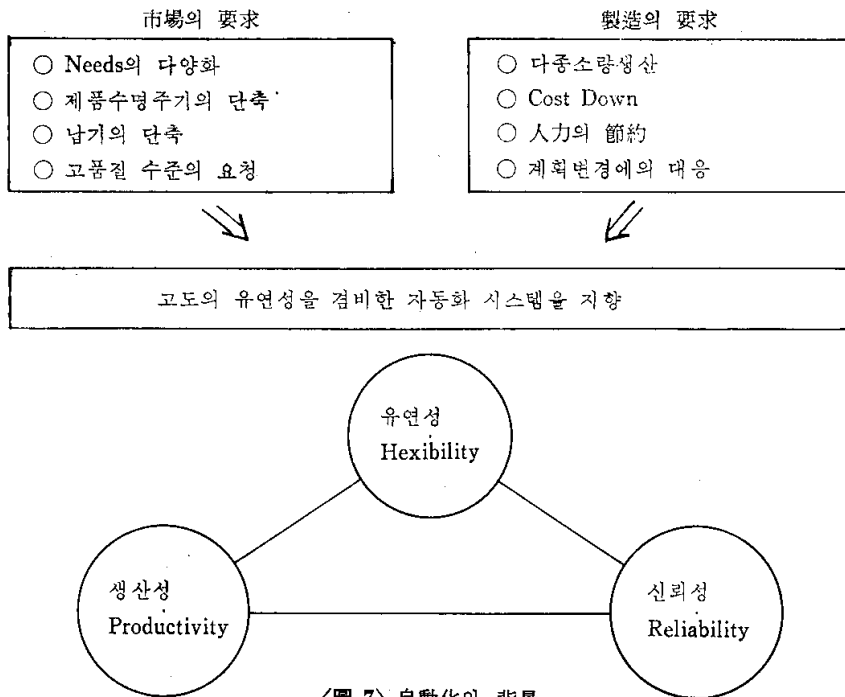 市場의 要求
○ Needs의 다양화
○ 제품수명주기의 단축
○ 납기의 단축
○ 고품질 수준의 요청
製造의 要求
○ 다종소량생산
○ Cost Down
○ 人力의 節約
○ 계획변경에의 대응
고도의 유연성을 겸비한 자동화 시스템을 지향
유연성
Hexibility
생산성
Productivity
신뢰성
Reliability
〈圖 7〉 自動化의 背景